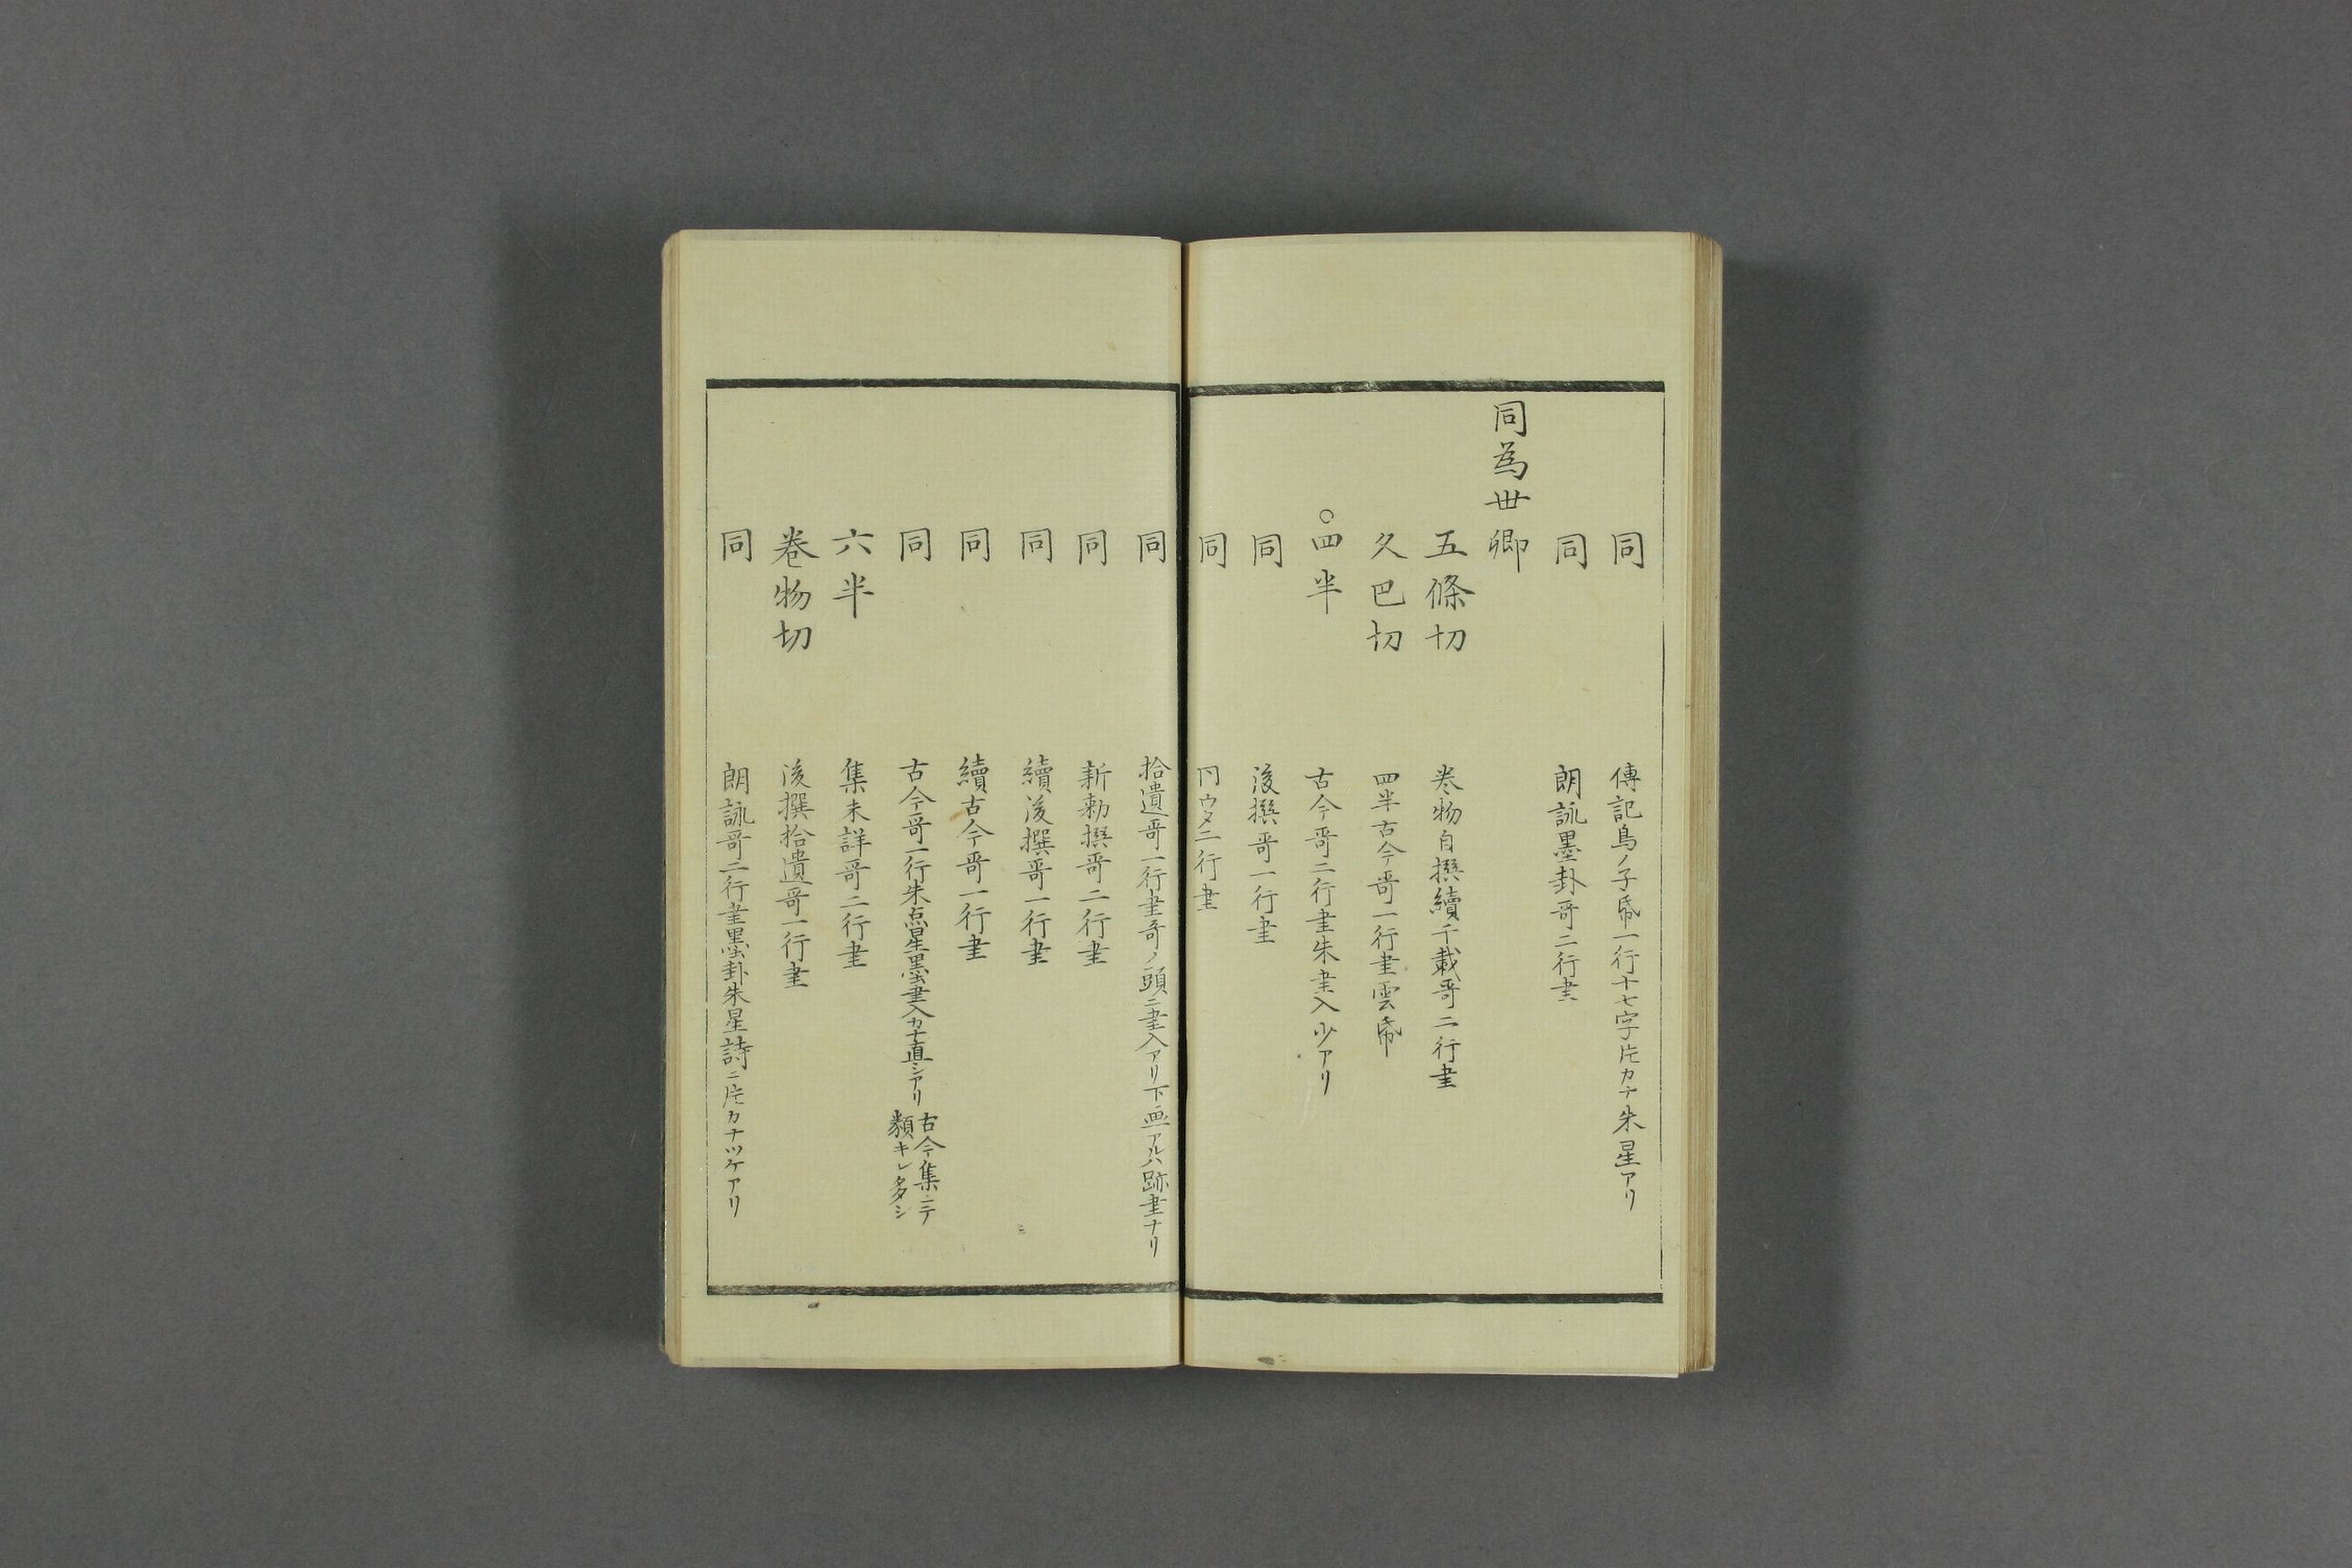 同 傳記鳥ノ子帋一行十七字片カナ朱星アリ
同 朗詠墨卦哥二行書
同為世卿
五條切 巻物自撰續千載哥二行書
久巴切 四半古今哥一行書雲帋
○四半 古今哥二行書朱書入少アリ
同 後撰哥一行書
同 同ウタ二行書
同 拾遺哥一行書哥ノ頭ニ書入アリ下画アルハ跡書ナリ
同 新勅撰哥二行書
同 續後撰哥一行書
同 續古今哥一行書
同 古今哥一行朱点星墨書入カナ直シアリ 古今集ニテ
類キレ多シ
六半 集未詳哥二行書
巻物切 後撰拾遺哥一行書
同 朗詠哥二行書墨卦朱星詩ニ片カナツケアリ